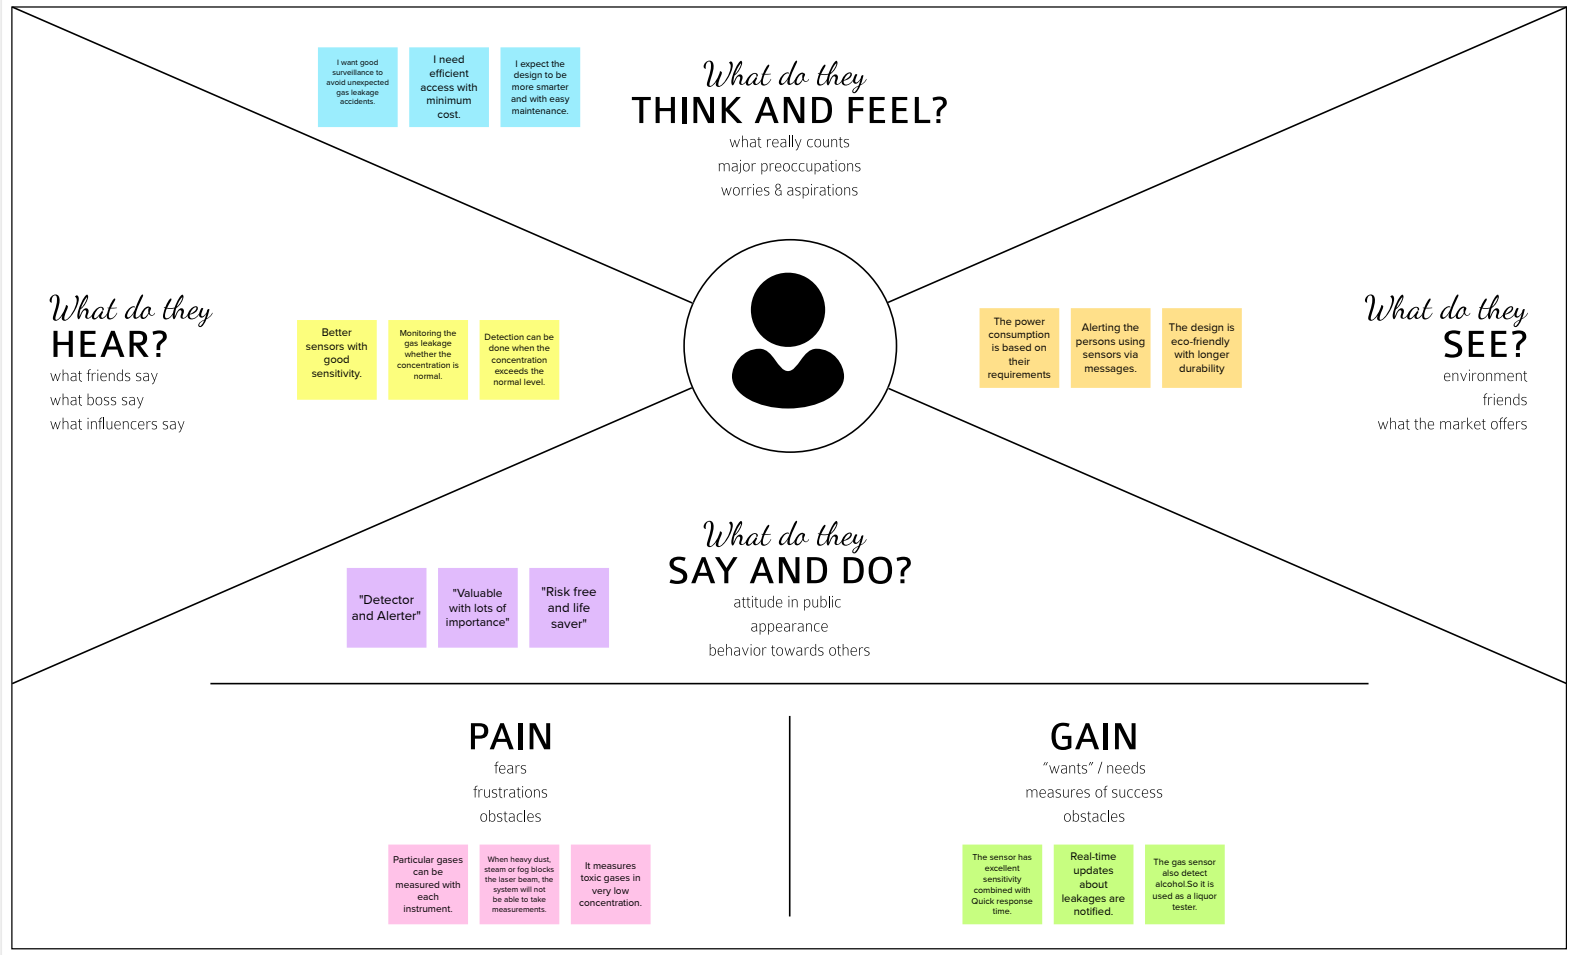 I want good
surveillance to
avoid unexpected
gas leakage
accidents.
I need
efficient
access with
minimum
cost.
I expect the
design to be
more smarter
and with easy
maintenance.
What do they
THINK AND FEEL?
what really counts
major preoccupations
worries & aspirations
What do they
HEAR?
what friends say
what boss say
what influencers say
Better
sensors with
good
sensitivity.
Monitoring the
gas leakage
whether the
concentration is
normal.
Detection can be
done when the
concentration
exceeds the
normal level.
The power
consumption
is based on
their
requirements
Alerting the
persons using
sensors via
messages.
The design is
eco-friendly
with longer
durability
What do they
SEE?
environment
friends
what the market offers
What do they
SAY AND DO?
attitude in public
appearance
behavior towards others
"Detector
and Alerter"
"Valuable
with lots of
importance"
"Risk free
and life
saver"
PAIN
fears
frustrations
obstacles
Particular gases
can be
measured with
each
instrument.
When heavy dust,
steam or fog blocks
the laser beam, the
system will not
be able to take
measurements.
It measures
toxic gases in
very low
concentration.
GAIN
“wants” / needs
measures of success
obstacles
The sensor has
excellent
sensitivity
combined with
Quick response
time.
Real-time
updates
about
leakages are
notified.
The gas sensor
also detect
alcohol.So it is
used as a liquor
tester.